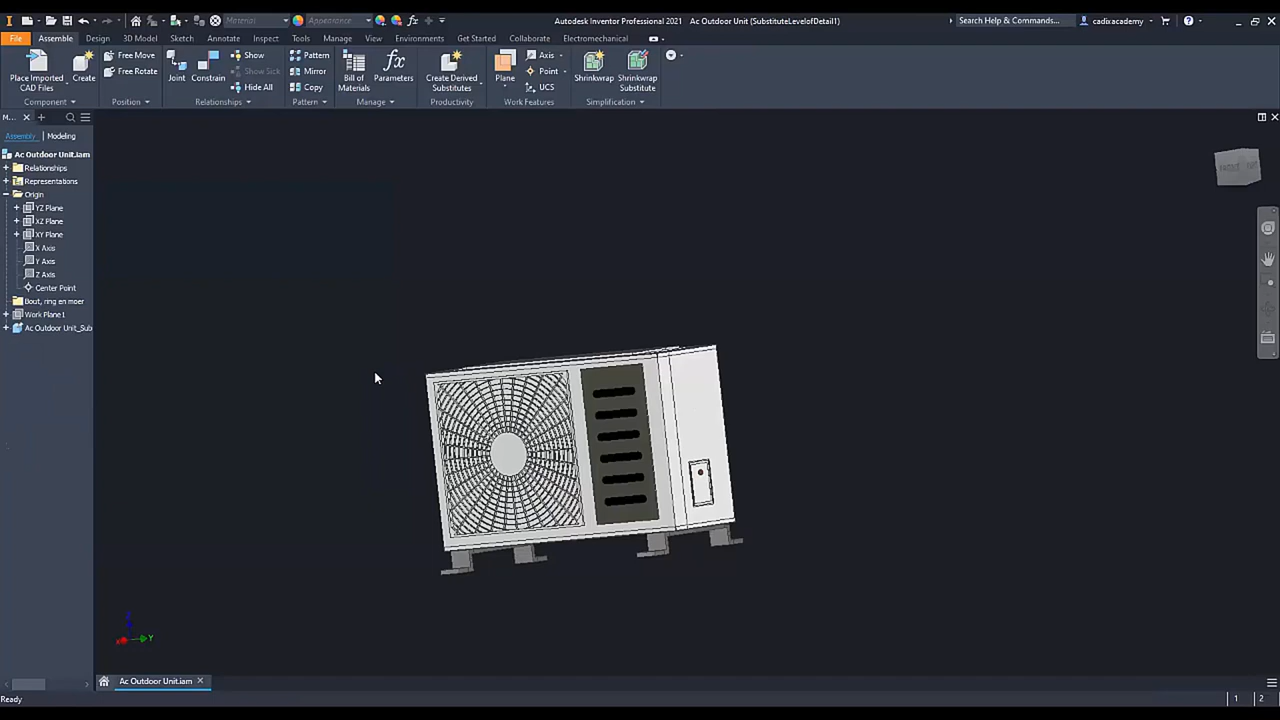 Material
Appearance
Autodesk Inventor Professional 2021 Ac Outdoor Unit (SubstituteLevelofDetail1)
Search Help & Commands...
cadixacademy
File Assemble Design 3D Model Sketch Annotate Inspect Tools Manage View Environments Get Started Collaborate Electromechanical
Place Imported CAD Files
Create
Component
Free Move
Free Rotate
Position
Joint
Constrain
Show
Show Sick
Hide All
Relationships
Pattern
Mirror
Copy
Pattern
Bill of Materials
Parameters
Manage
Create Derived Substitutes
Productivity
Plane
Axis
Point
UCS
Work Features
Shrinkwrap
Shrinkwrap Substitute
Simplification
M...
Assembly Modeling
Ac Outdoor Unit.iam
Relationships
Representations
Origin
YZ Plane
XZ Plane
XY Plane
X Axis
Y Axis
Z Axis
Center Point
Bout, ring en moer
Work Plane1
Ac Outdoor Unit_Sub
X
Y
Ac Outdoor Unit.iam
Ready
1 2